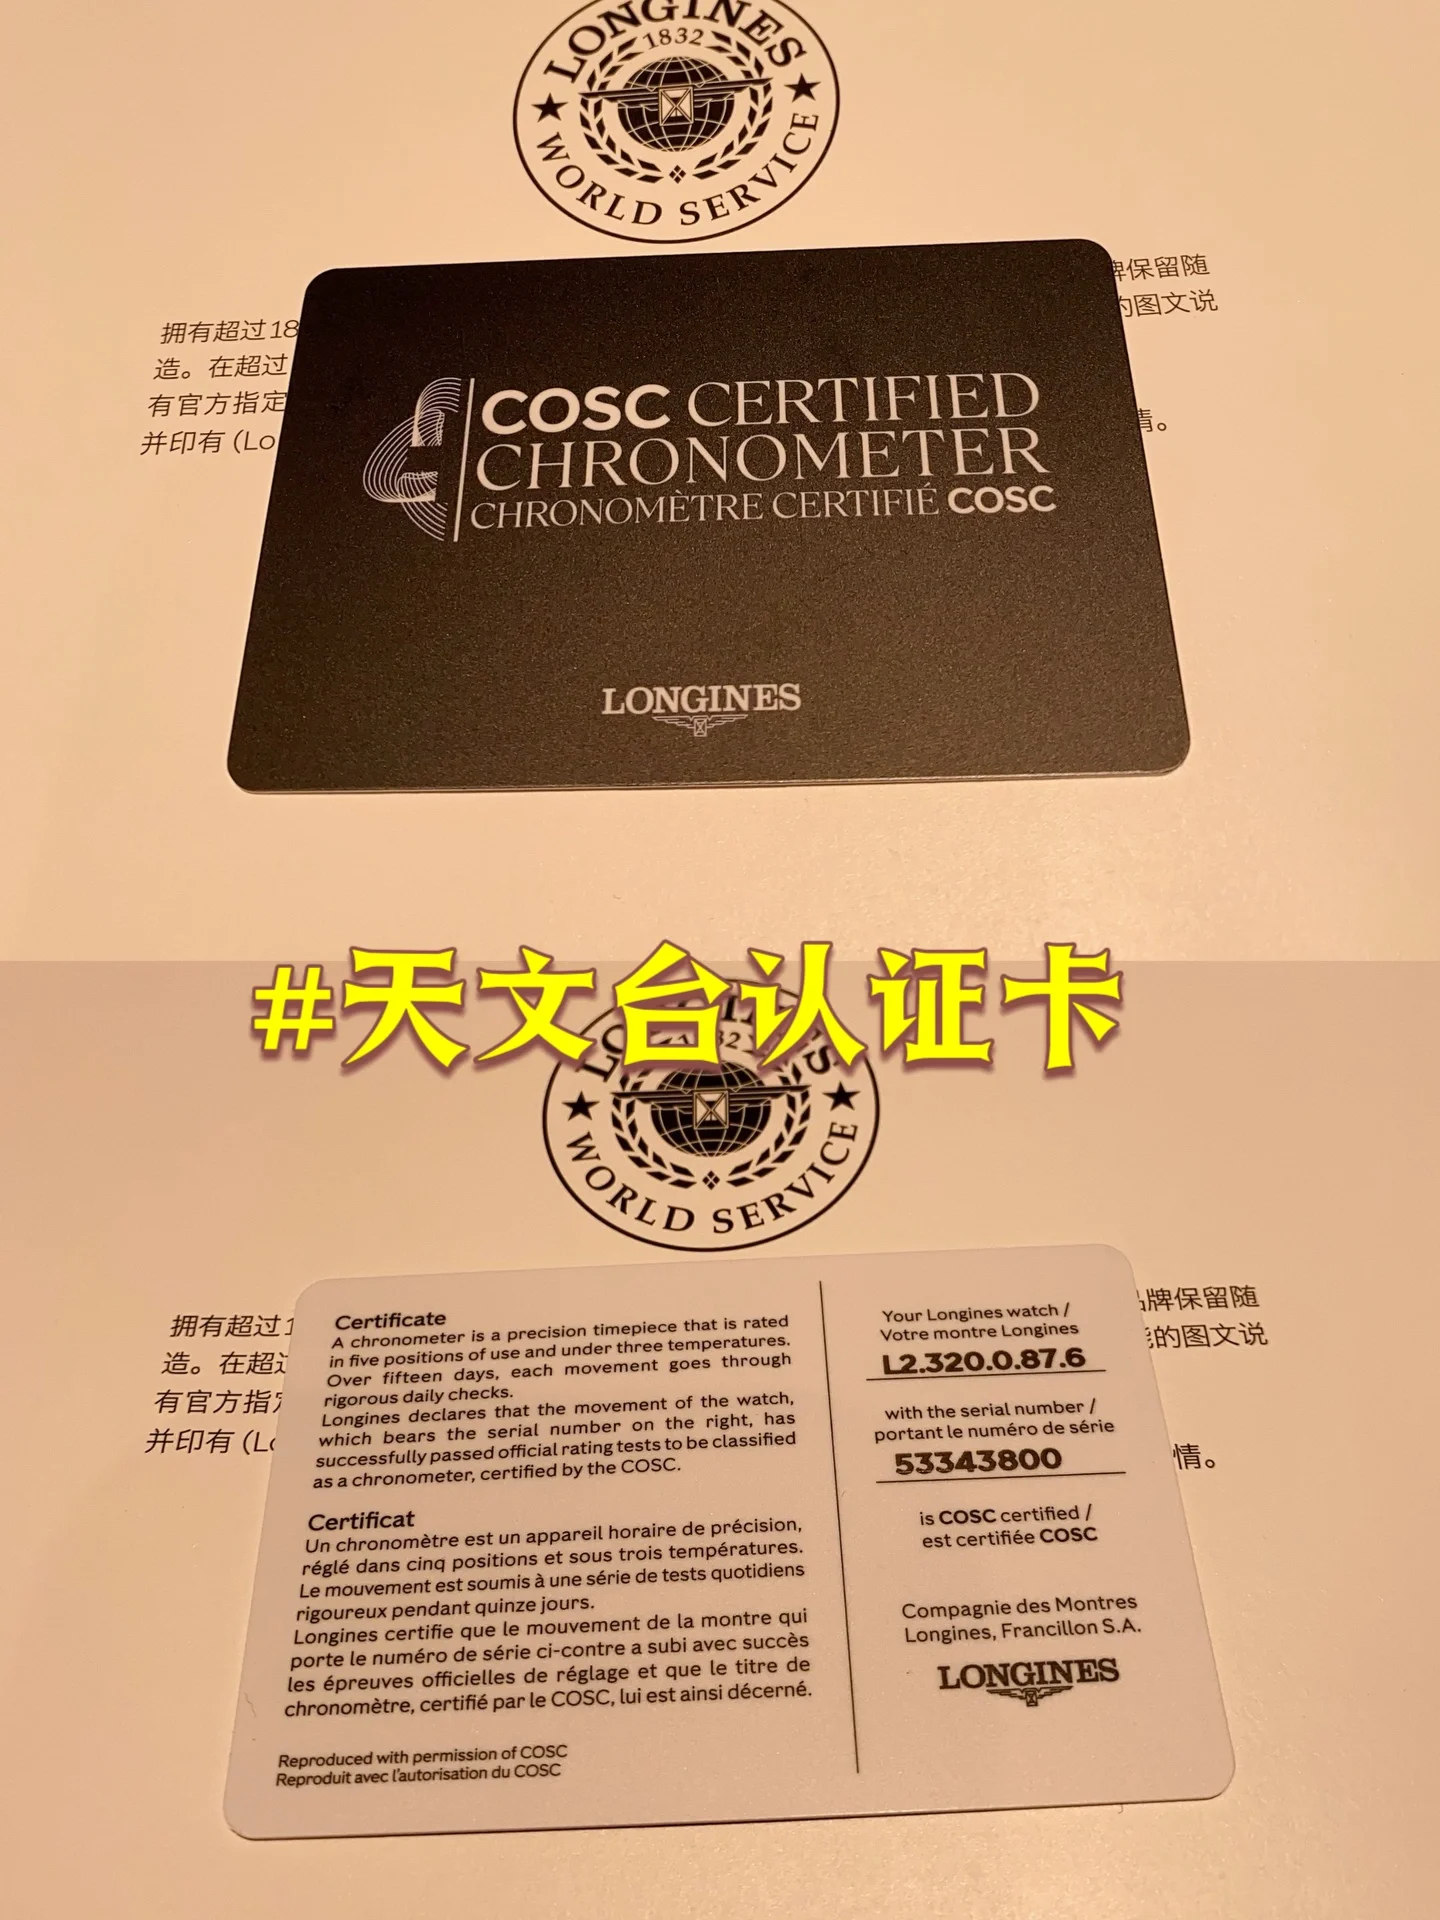 LONGINES
1832
WORLD SERVICE
牌保留随
拥有超过18
的图文说
造。在超过
有官方指定
情。
并印有 (Lo
COSC CERTIFIED
CHRONOMETER
CHRONOMÈTRE CERTIFIÉ COSC
LONGINES
#天文台认证卡
WORLD SERVICE
品牌保留随
拥有超过1
能的图文说
造。在超过
有官方指定
情。
并印有 (Lo
Certificate
A chronometer is a precision timepiece that is rated
in five positions of use and under three temperatures.
Over fifteen days, each movement goes through
rigorous daily checks.
Longines declares that the movement of the watch,
which bears the serial number on the right, has
successfully passed official rating tests to be classified
as a chronometer, certified by the COSC.
Certificat
Un chronomètre est un appareil horaire de précision,
réglé dans cinq positions et sous trois températures.
Le mouvement est soumis à une série de tests quotidiens
rigoureux pendant quinze jours.
Longines certifie que le mouvement de la montre qui
porte le numéro de série ci-contre a subi avec succès
les épreuves officielles de réglage et que le titre de
chronomètre, certifié par le COSC, lui est ainsi décerné.
Reproduced with permission of COSC
Reproduit avec l'autorisation du COSC
Your Longines watch /
Votre montre Longines
L2.320.0.87.6
with the serial number /
portant le numéro de série
53343800
is COSC certified /
est certifiée COSC
Compagnie des Montres
Longines, Francillon S.A.
LONGINES